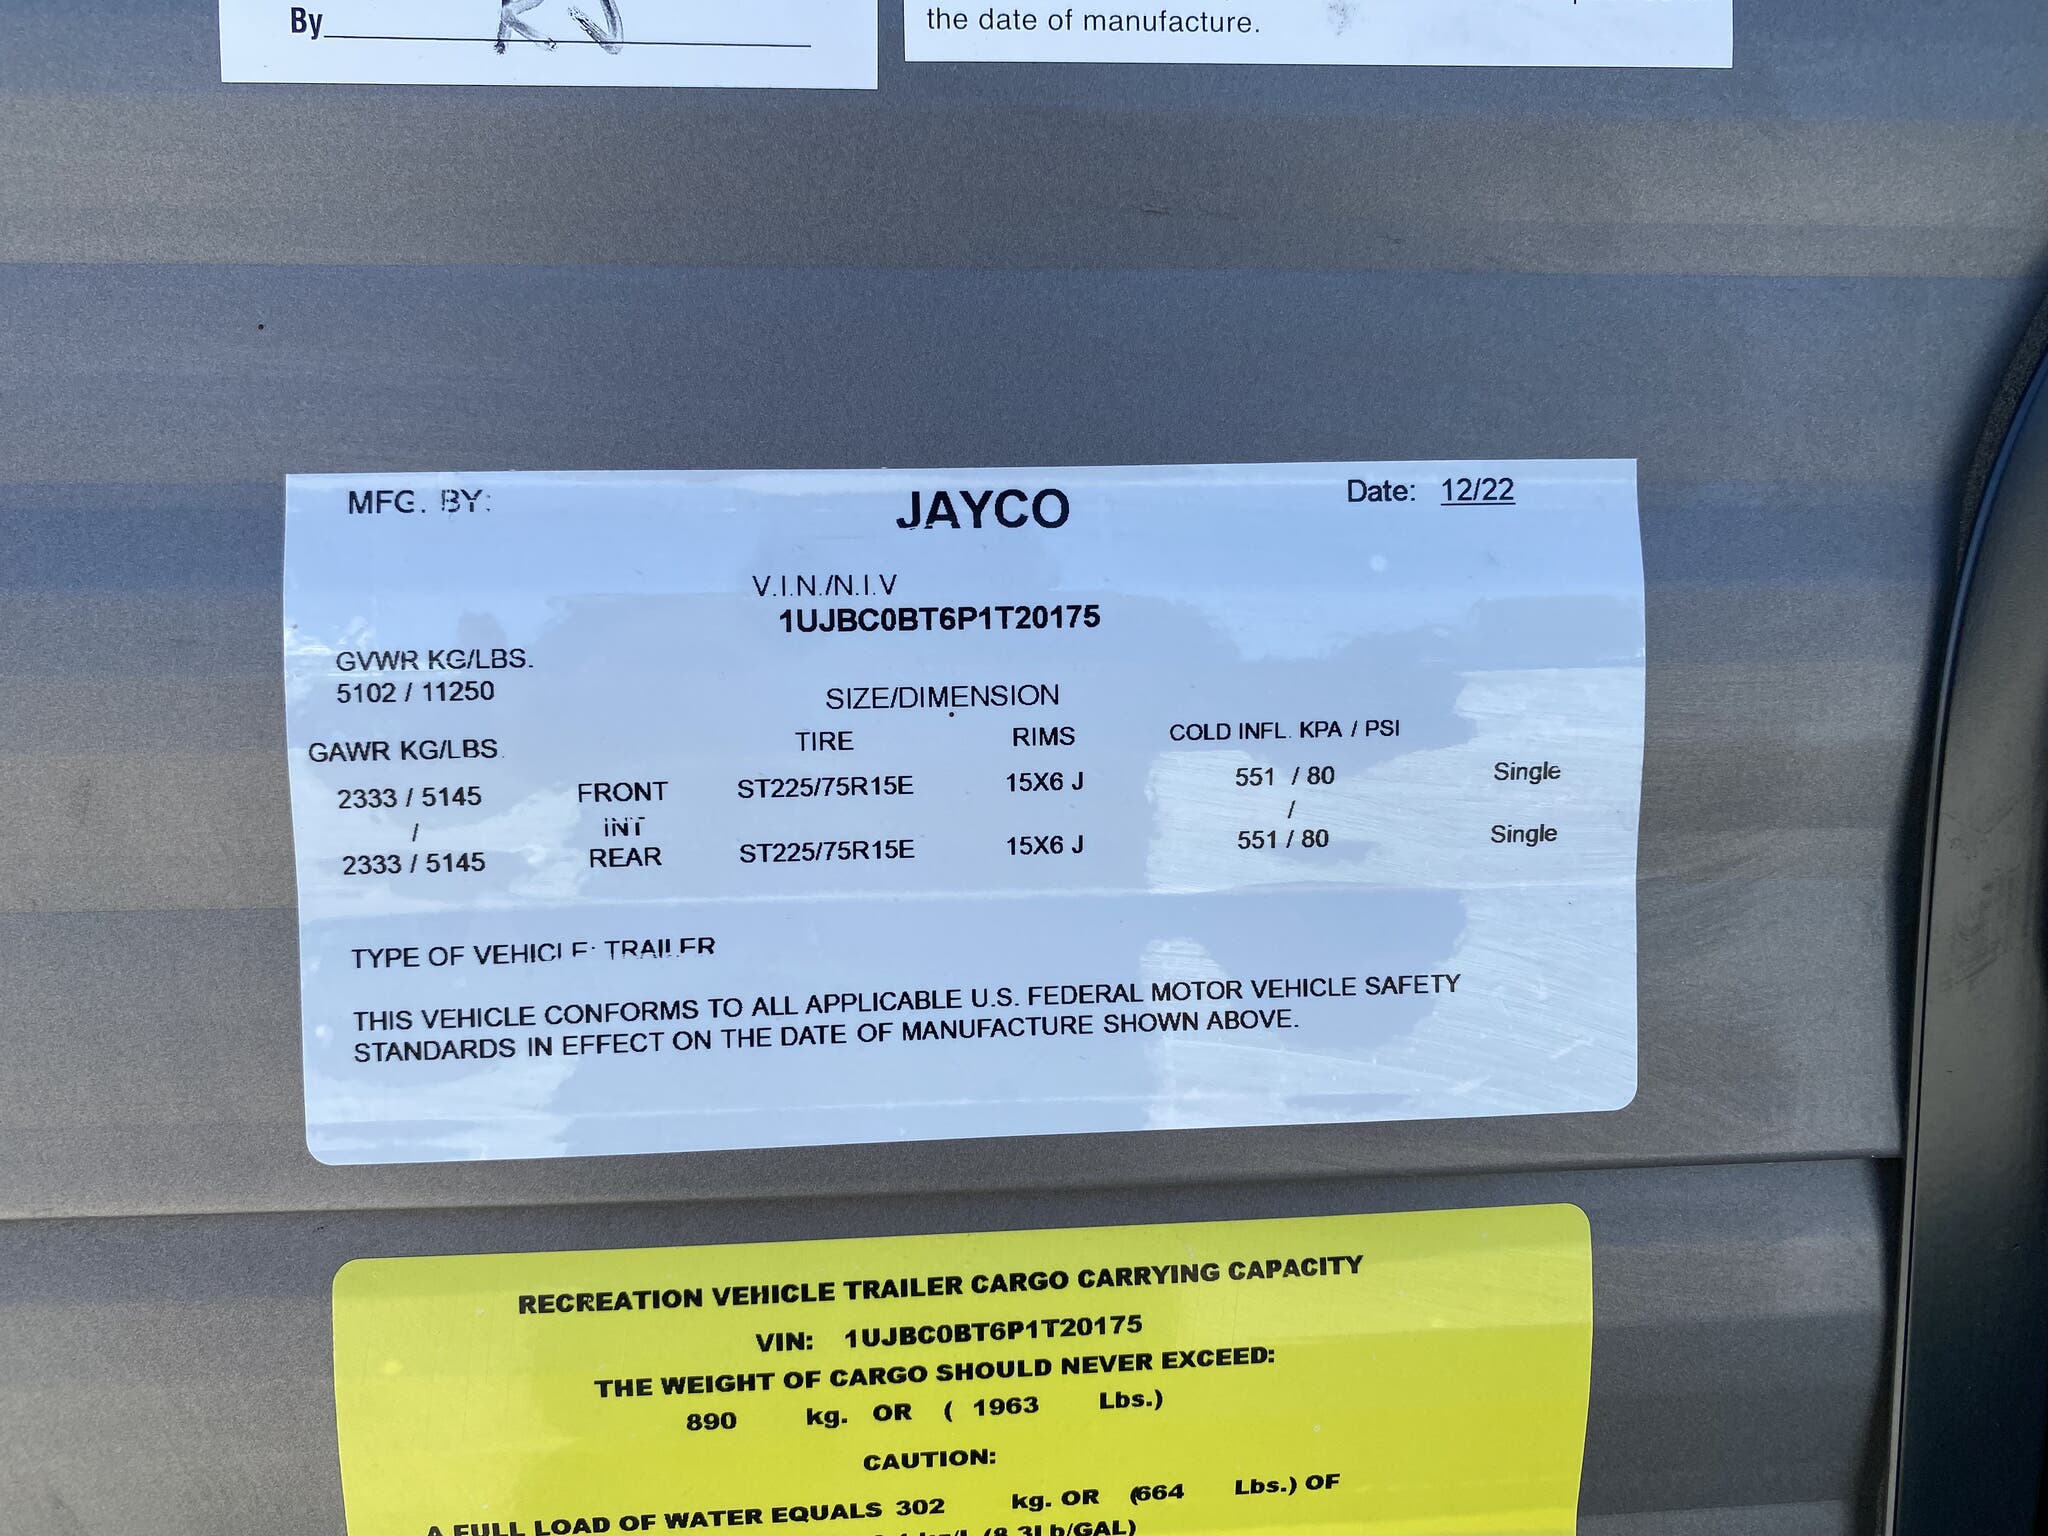 By
the date of manufacture.
MFG. BY: JAYCO Date: 12/22
V.I.N./N.I.V
1UJBC0BT6P1T20175
GVWR KG/LBS.
5102 / 11250
SIZE/DIMENSION
GAWR KG/LBS. TIRE RIMS COLD INFL. KPA / PSI
2333 / 5145 FRONT ST225/75R15E 15X6 J 551 / 80 Single
/ INT /
2333 / 5145 REAR ST225/75R15E 15X6 J 551 / 80 Single
TYPE OF VEHICLE: TRAILER
THIS VEHICLE CONFORMS TO ALL APPLICABLE U.S. FEDERAL MOTOR VEHICLE SAFETY
STANDARDS IN EFFECT ON THE DATE OF MANUFACTURE SHOWN ABOVE.
RECREATION VEHICLE TRAILER CARGO CARRYING CAPACITY
VIN: 1UJBC0BT6P1T20175
THE WEIGHT OF CARGO SHOULD NEVER EXCEED:
890 kg. OR ( 1963 Lbs.)
CAUTION:
A FULL LOAD OF WATER EQUALS 302 kg. OR (664 Lbs.) OF
kg/L (8.3Lb/GAL)